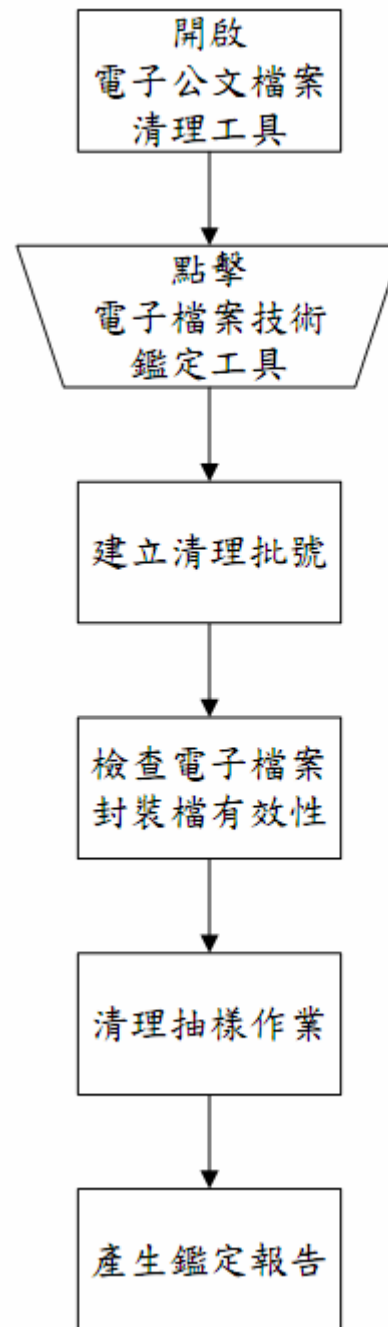 開啟
電子公文檔案
清理工具
點擊
電子檔案技術
鑑定工具
建立清理批號
檢查電子檔案
封裝檔有效性
清理抽樣作業
產生鑑定報告